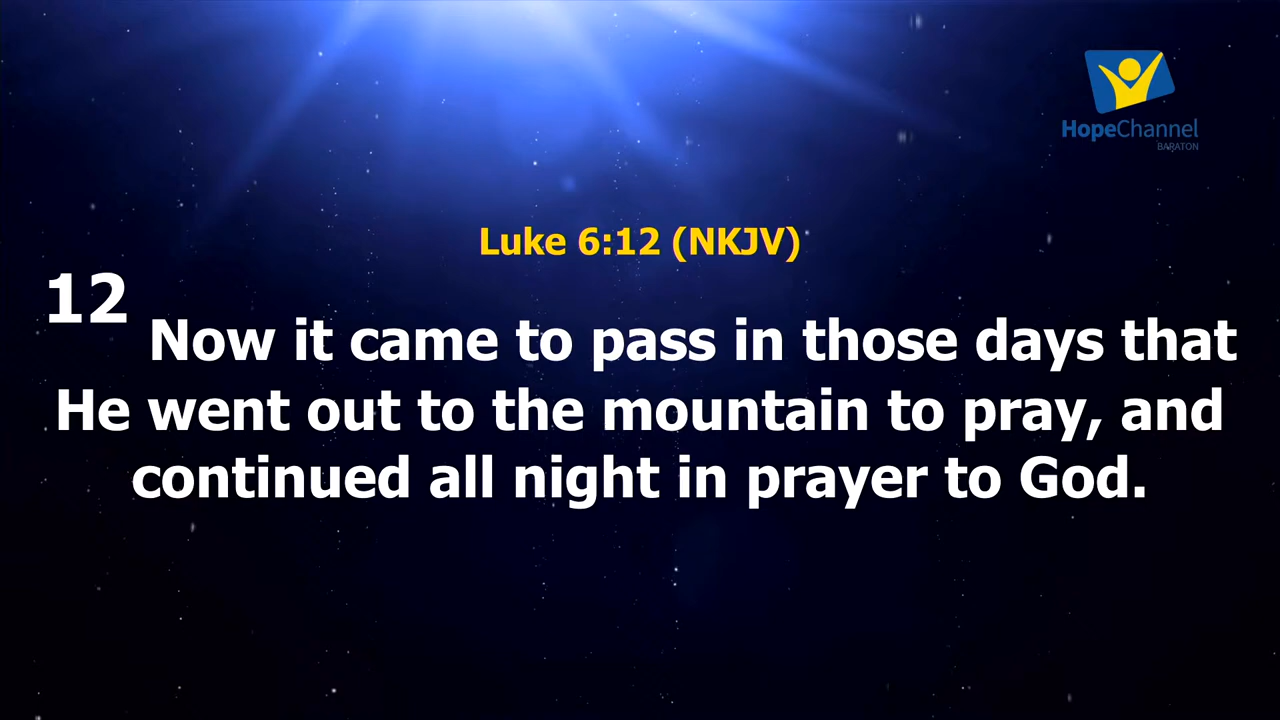 HopeChannel
BARATON
Luke 6:12 (NKJV)
12 Now it came to pass in those days that
He went out to the mountain to pray, and
continued all night in prayer to God.